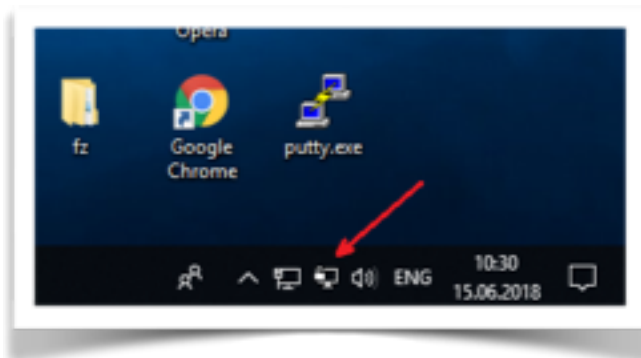 Opera
fz
Google
Chrome
putty.exe
ENG
10:30
15.06.2018